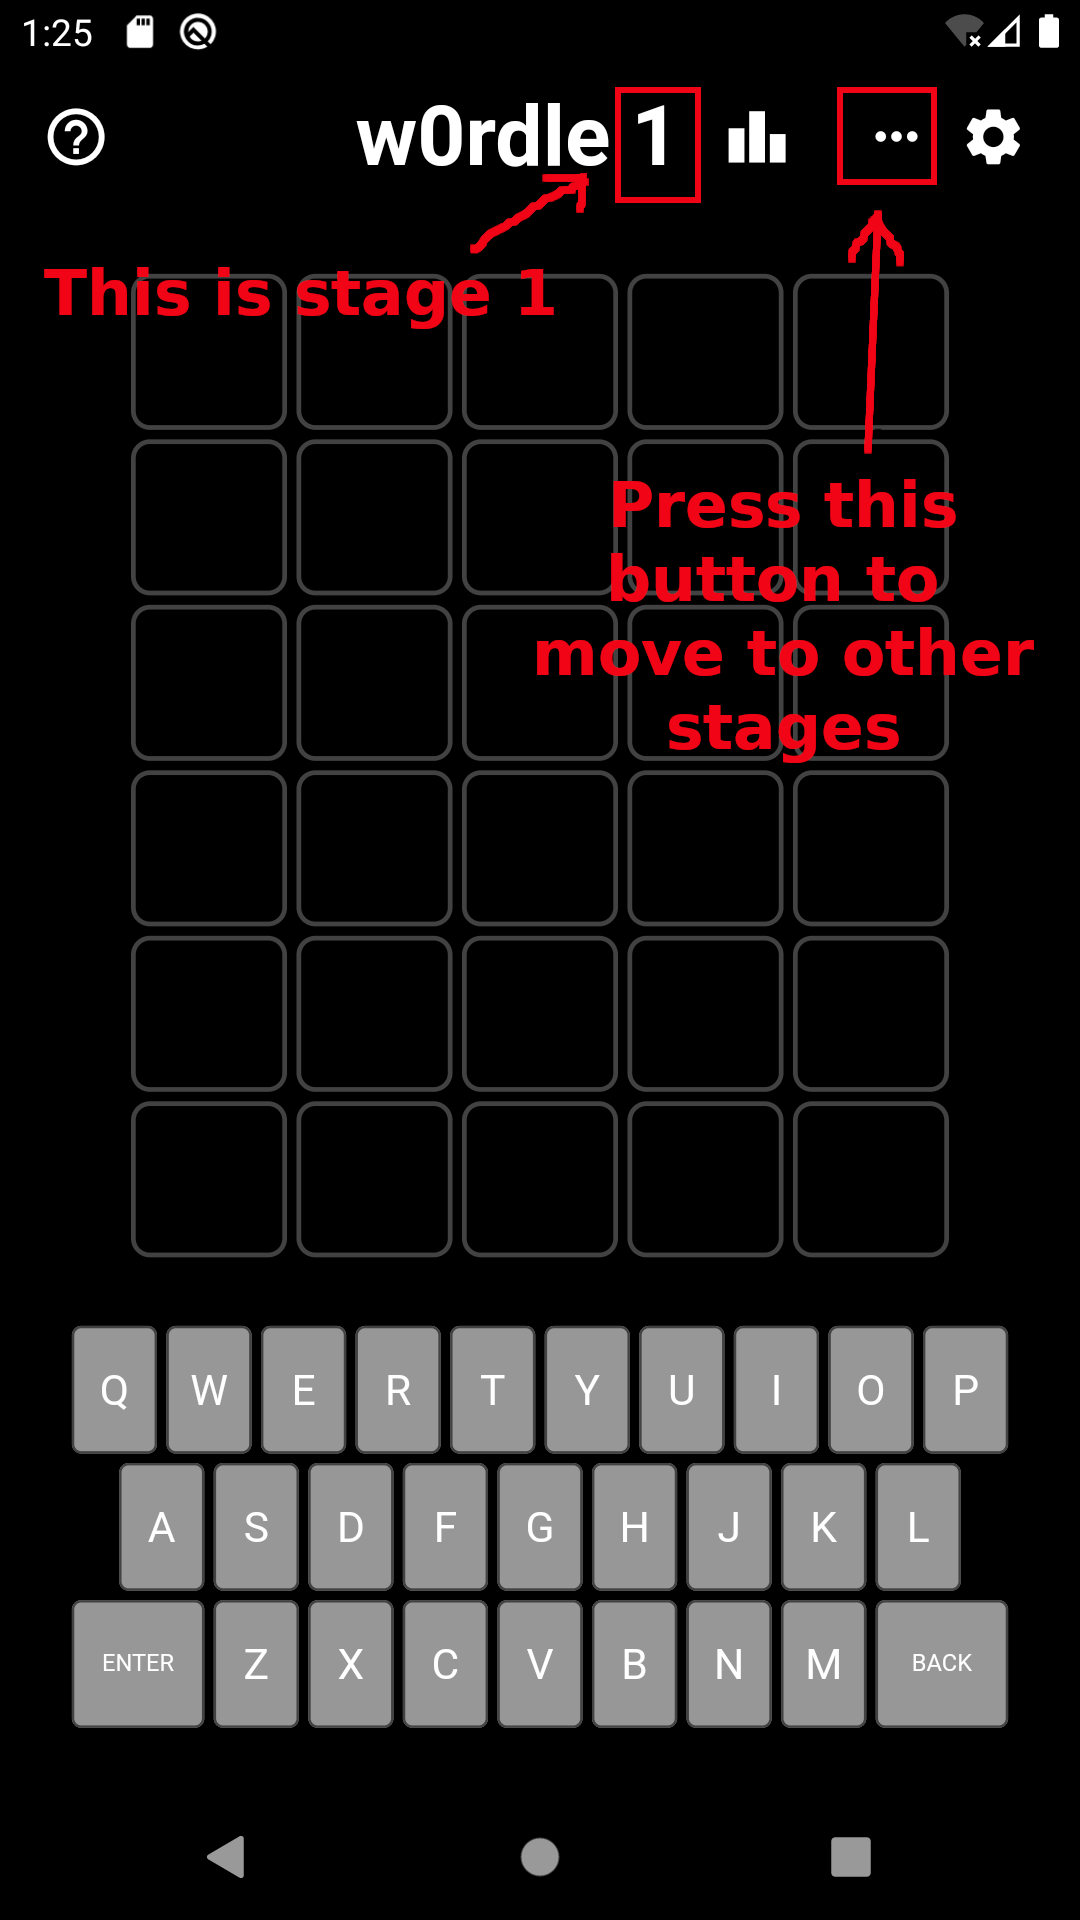 1:25
w0rdle 1
This is stage 1
Press this
button to
move to other
stages
Q W E R T Y U I O P
A S D F G H J K L
ENTER Z X C V B N M BACK